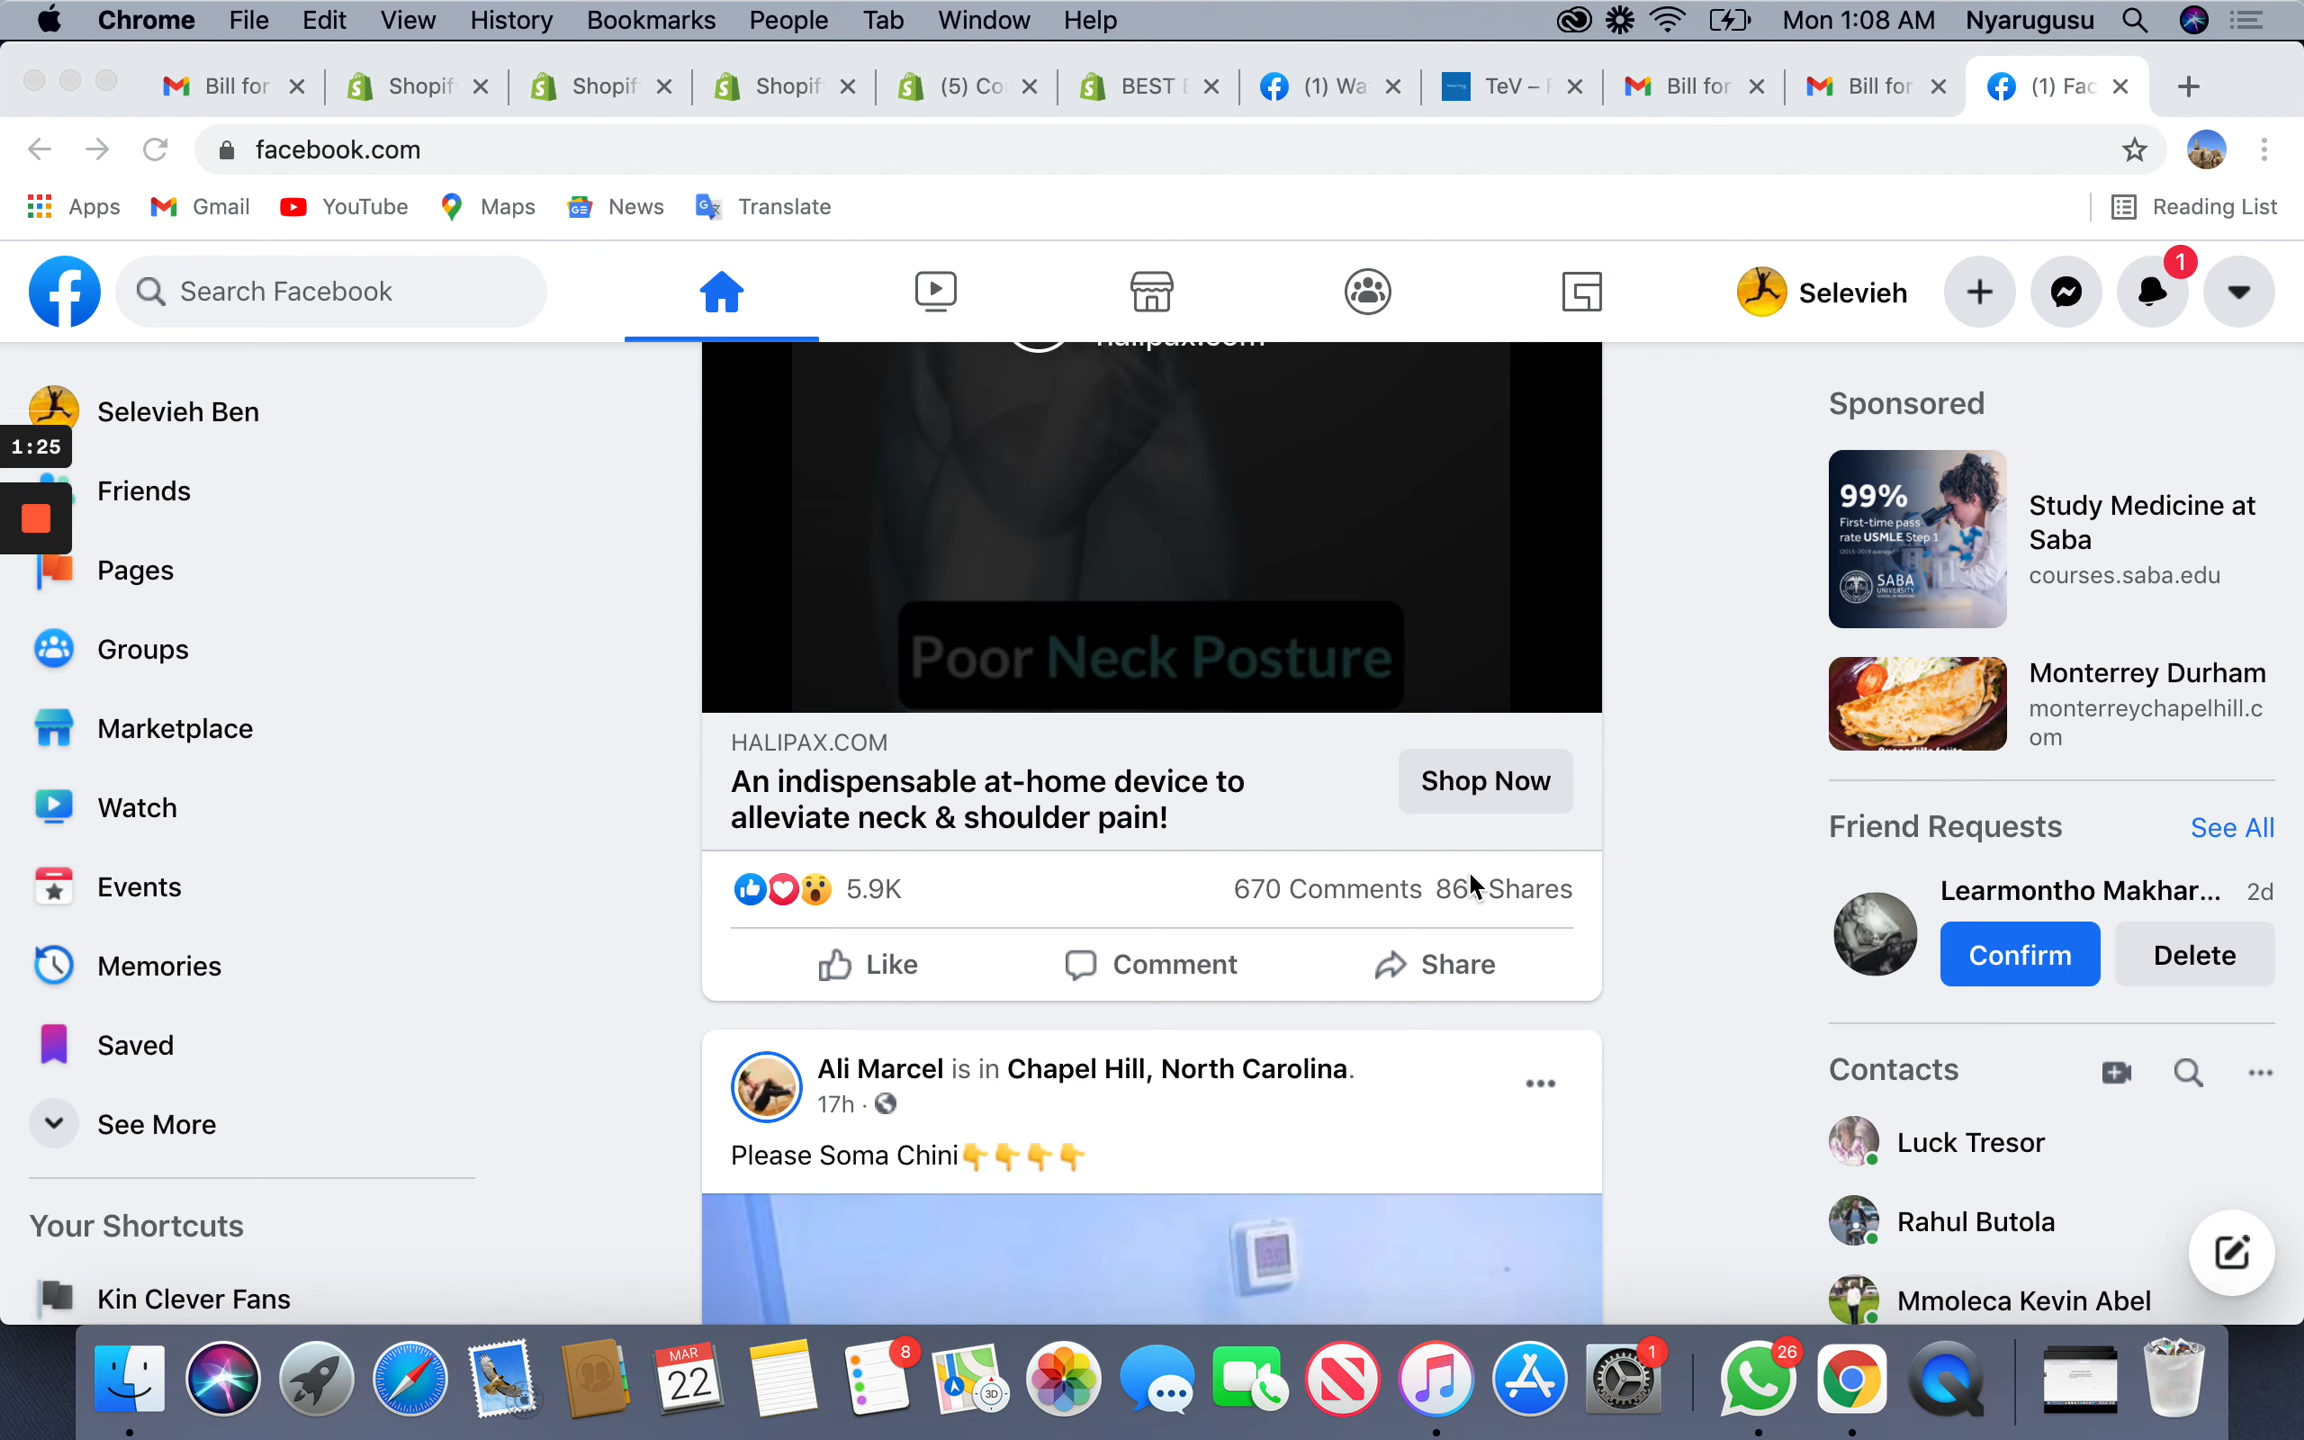 Chrome File Edit View History Bookmarks People Tab Window Help Mon 1:08 AM Nyarugusu
Bill for Shopif Shopif Shopif (5) Co BEST (1) Wa TeV – Bill for Bill for (1) Fac
facebook.com
Apps Gmail YouTube Maps News Translate Reading List
Search Facebook Selevieh 1
Selevieh Ben
1:25
Friends
Pages
Groups
Marketplace
Watch
Events
Memories
Saved
See More
Your Shortcuts
Kin Clever Fans
Poor Neck Posture
HALIPAX.COM
An indispensable at-home device to
alleviate neck & shoulder pain!
Shop Now
5.9K 670 Comments Shares
Like Comment Share
Ali Marcel is in Chapel Hill, North Carolina.
17h ·
Please Soma Chini👇👇👇👇
Sponsored
99%
First-time pass
rate USMLE Step 1
(2015-2019 average)
SABA
UNIVERSITY
Study Medicine at
Saba
courses.saba.edu
Monterrey Durham
monterreychapelhill.c
om
Friend Requests See All
Learmontho Makhar... 2d
Confirm Delete
Contacts
Luck Tresor
Rahul Butola
Mmoleca Kevin Abel
MAR
22
8
3D
1
26